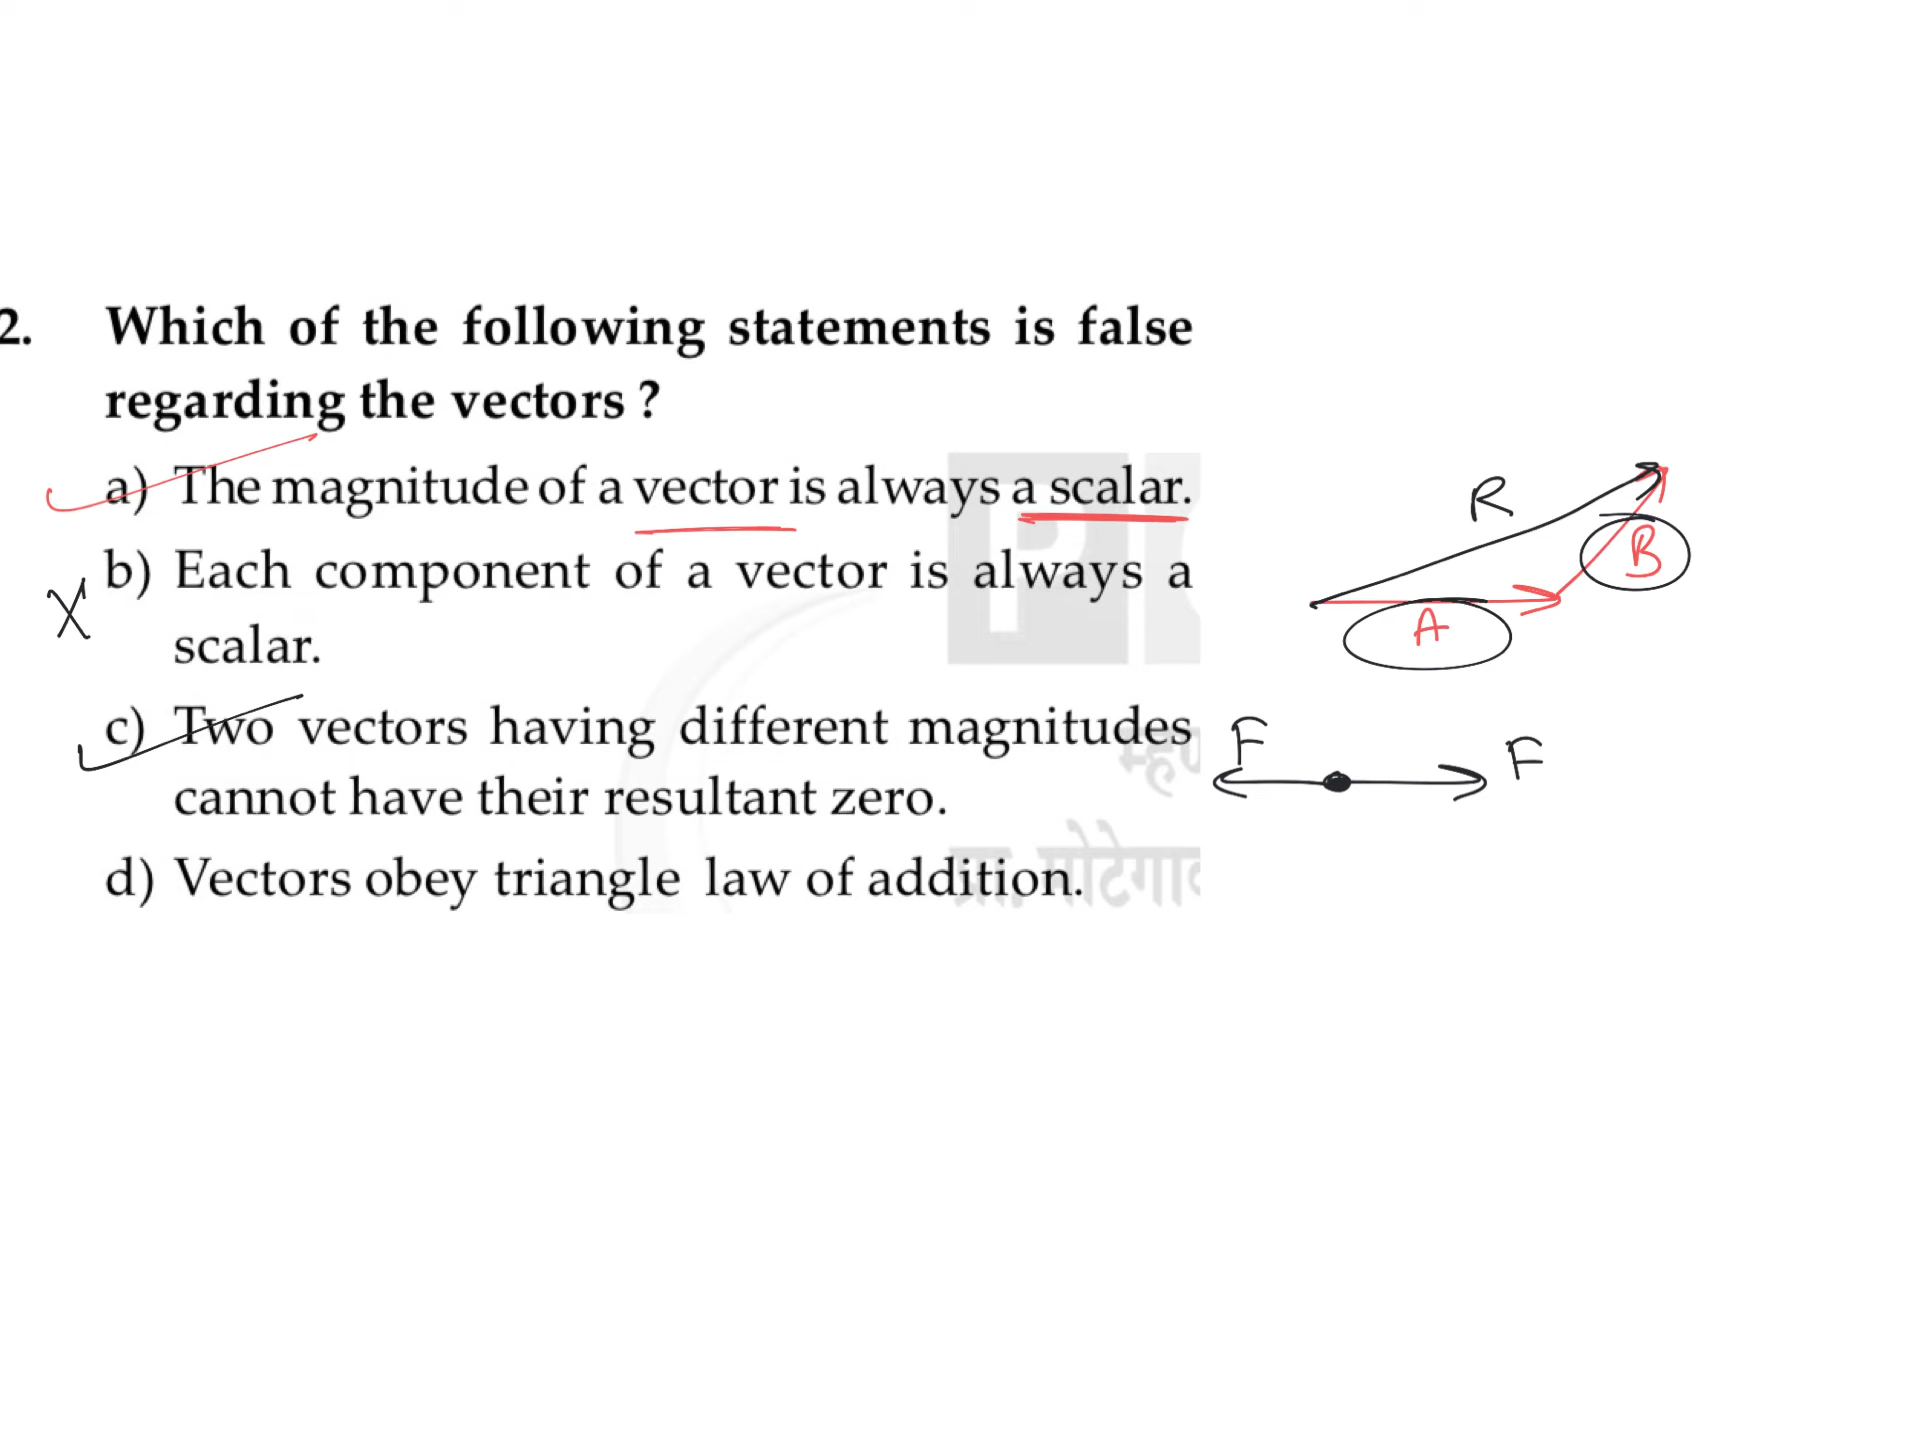 2. Which of the following statements is false
regarding the vectors ?
a) The magnitude of a vector is always a scalar.
b) Each component of a vector is always a
scalar.
c) Two vectors having different magnitudes
cannot have their resultant zero.
d) Vectors obey triangle law of addition.
R
B
A
F
F